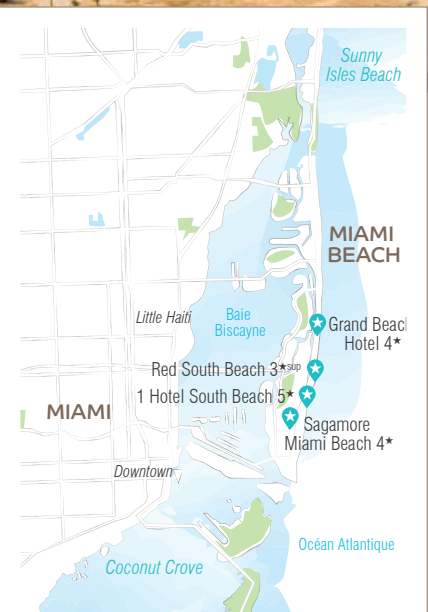 Sunny
Isles Beach
MIAMI
BEACH
Little Haiti
Baie
Biscayne
Grand Beac
Hotel 4★
Red South Beach 3★sup
1 Hotel South Beach 5★
MIAMI
Sagamore
Miami Beach 4★
Downtown
Océan Atlantique
Coconut Crove